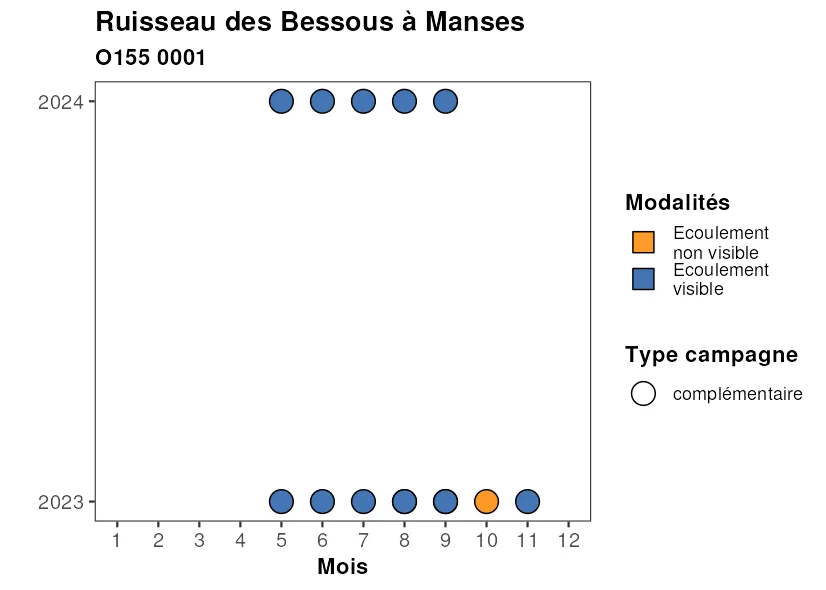 Ruisseau des Bessous à Manses
O155 0001
2024
2023
1 2 3 4 5 6 7 8 9 10 11 12
Mois
Modalités
Ecoulement
non visible
Ecoulement
visible
Type campagne
complémentaire